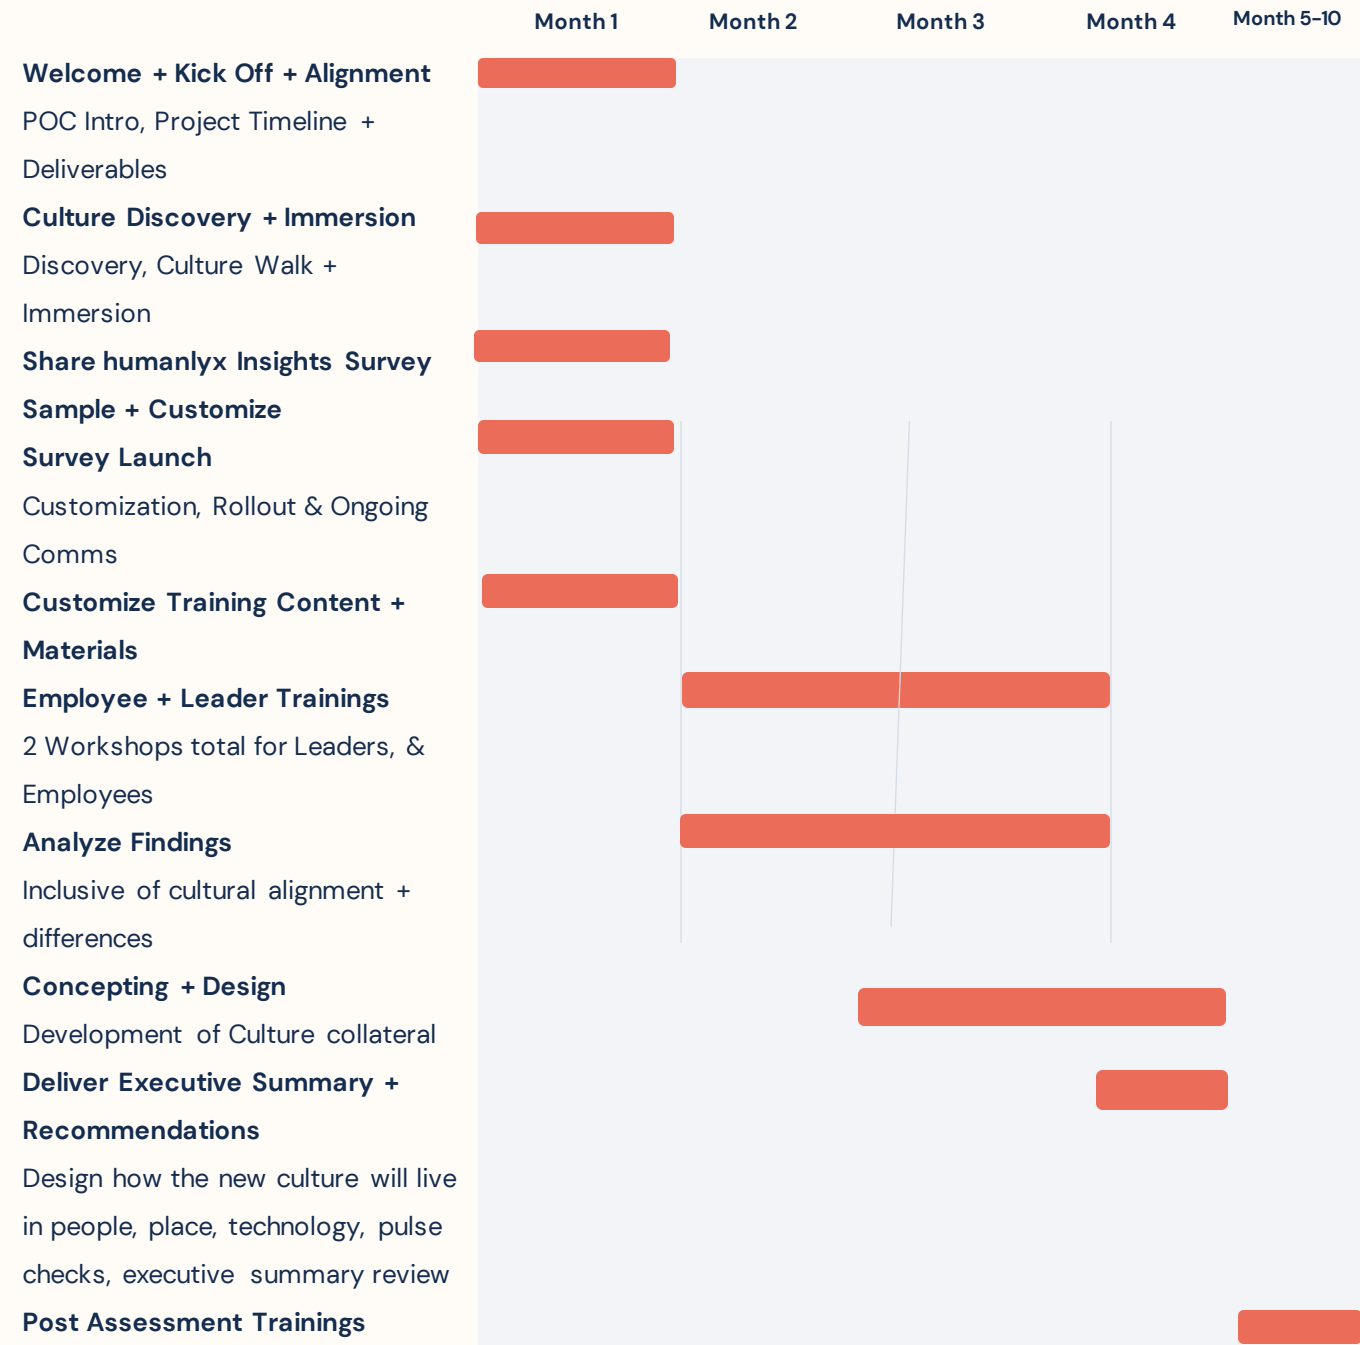 Month 1 Month 2 Month 3 Month 4 Month 5-10
Welcome + Kick Off + Alignment
POC Intro, Project Timeline +
Deliverables
Culture Discovery + Immersion
Discovery, Culture Walk +
Immersion
Share humanlyx Insights Survey
Sample + Customize
Survey Launch
Customization, Rollout & Ongoing
Comms
Customize Training Content +
Materials
Employee + Leader Trainings
2 Workshops total for Leaders, &
Employees
Analyze Findings
Inclusive of cultural alignment +
differences
Concepting + Design
Development of Culture collateral
Deliver Executive Summary +
Recommendations
Design how the new culture will live
in people, place, technology, pulse
checks, executive summary review
Post Assessment Trainings